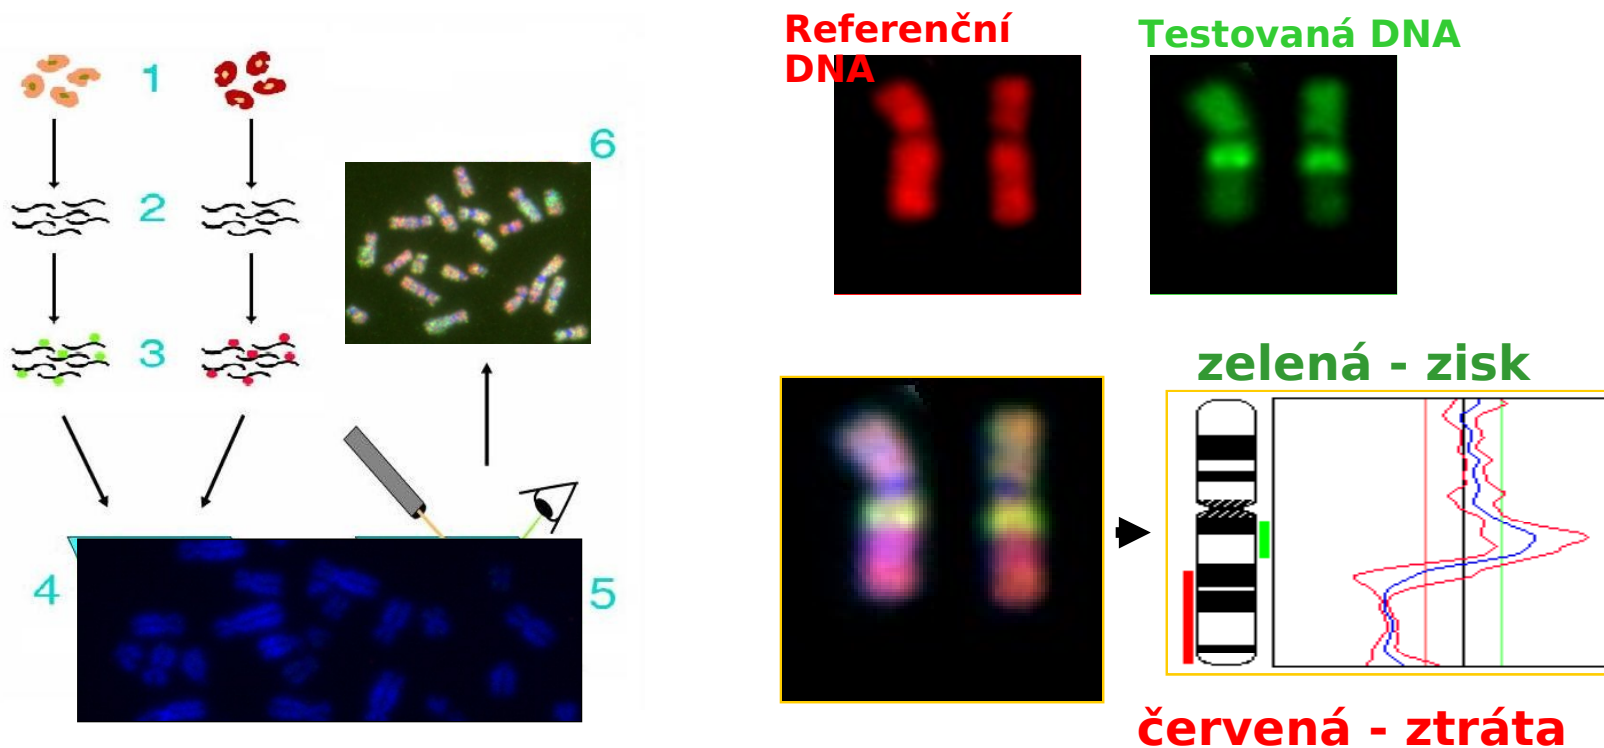 Referenční
DNA
Testovaná DNA
1
2
3
4
5
6
zelená - zisk
červená - ztráta